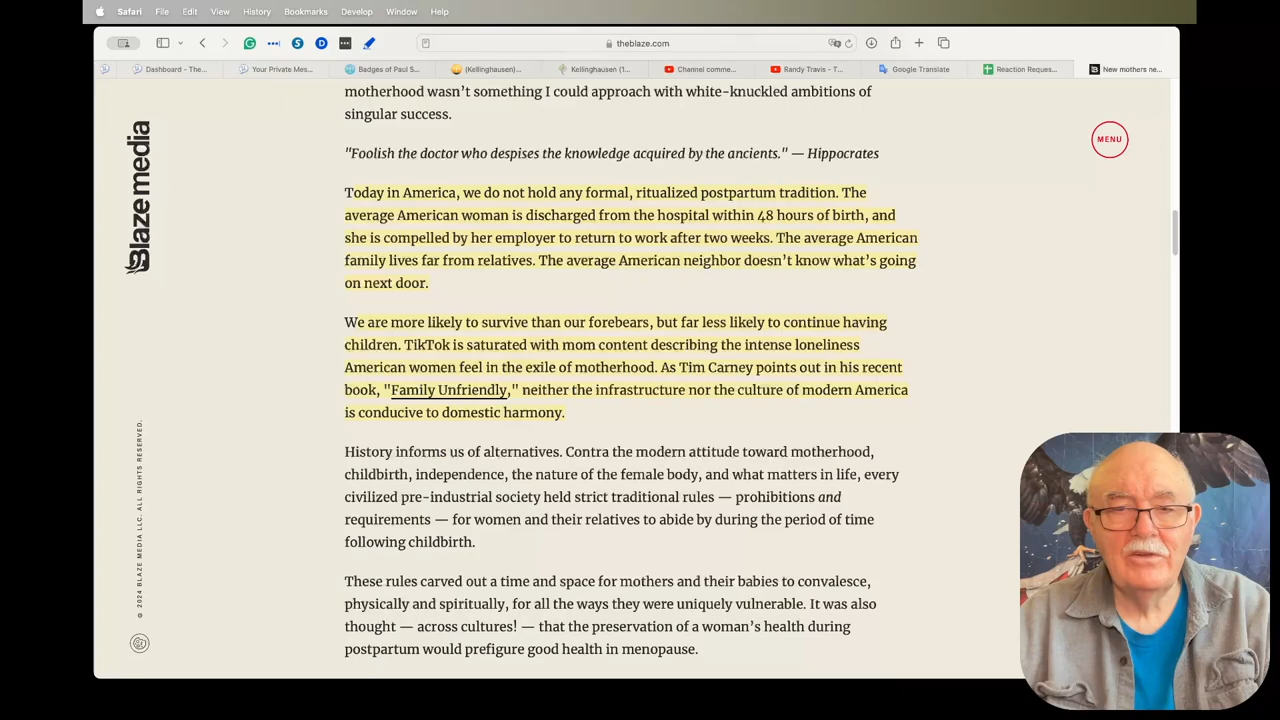 Safari File Edit View History Bookmarks Develop Window Help
theblaze.com
Dashboard - The... Your Private Mes... Badges of Paul S... (Kellinghausen)... Kellinghausen (1... Channel comme... Randy Travis - T... Google Translate Reaction Reques... New mothers ne...
motherhood wasn’t something I could approach with white-knuckled ambitions of
singular success.
MENU
Blaze media
"Foolish the doctor who despises the knowledge acquired by the ancients." — Hippocrates
Today in America, we do not hold any formal, ritualized postpartum tradition. The
average American woman is discharged from the hospital within 48 hours of birth, and
she is compelled by her employer to return to work after two weeks. The average American
family lives far from relatives. The average American neighbor doesn’t know what’s going
on next door.
We are more likely to survive than our forebears, but far less likely to continue having
children. TikTok is saturated with mom content describing the intense loneliness
American women feel in the exile of motherhood. As Tim Carney points out in his recent
book, "Family Unfriendly," neither the infrastructure nor the culture of modern America
is conducive to domestic harmony.
History informs us of alternatives. Contra the modern attitude toward motherhood,
childbirth, independence, the nature of the female body, and what matters in life, every
civilized pre-industrial society held strict traditional rules — prohibitions and
requirements — for women and their relatives to abide by during the period of time
following childbirth.
These rules carved out a time and space for mothers and their babies to convalesce,
physically and spiritually, for all the ways they were uniquely vulnerable. It was also
thought — across cultures! — that the preservation of a woman’s health during
postpartum would prefigure good health in menopause.
© 2024 BLAZE MEDIA LLC. ALL RIGHTS RESERVED.